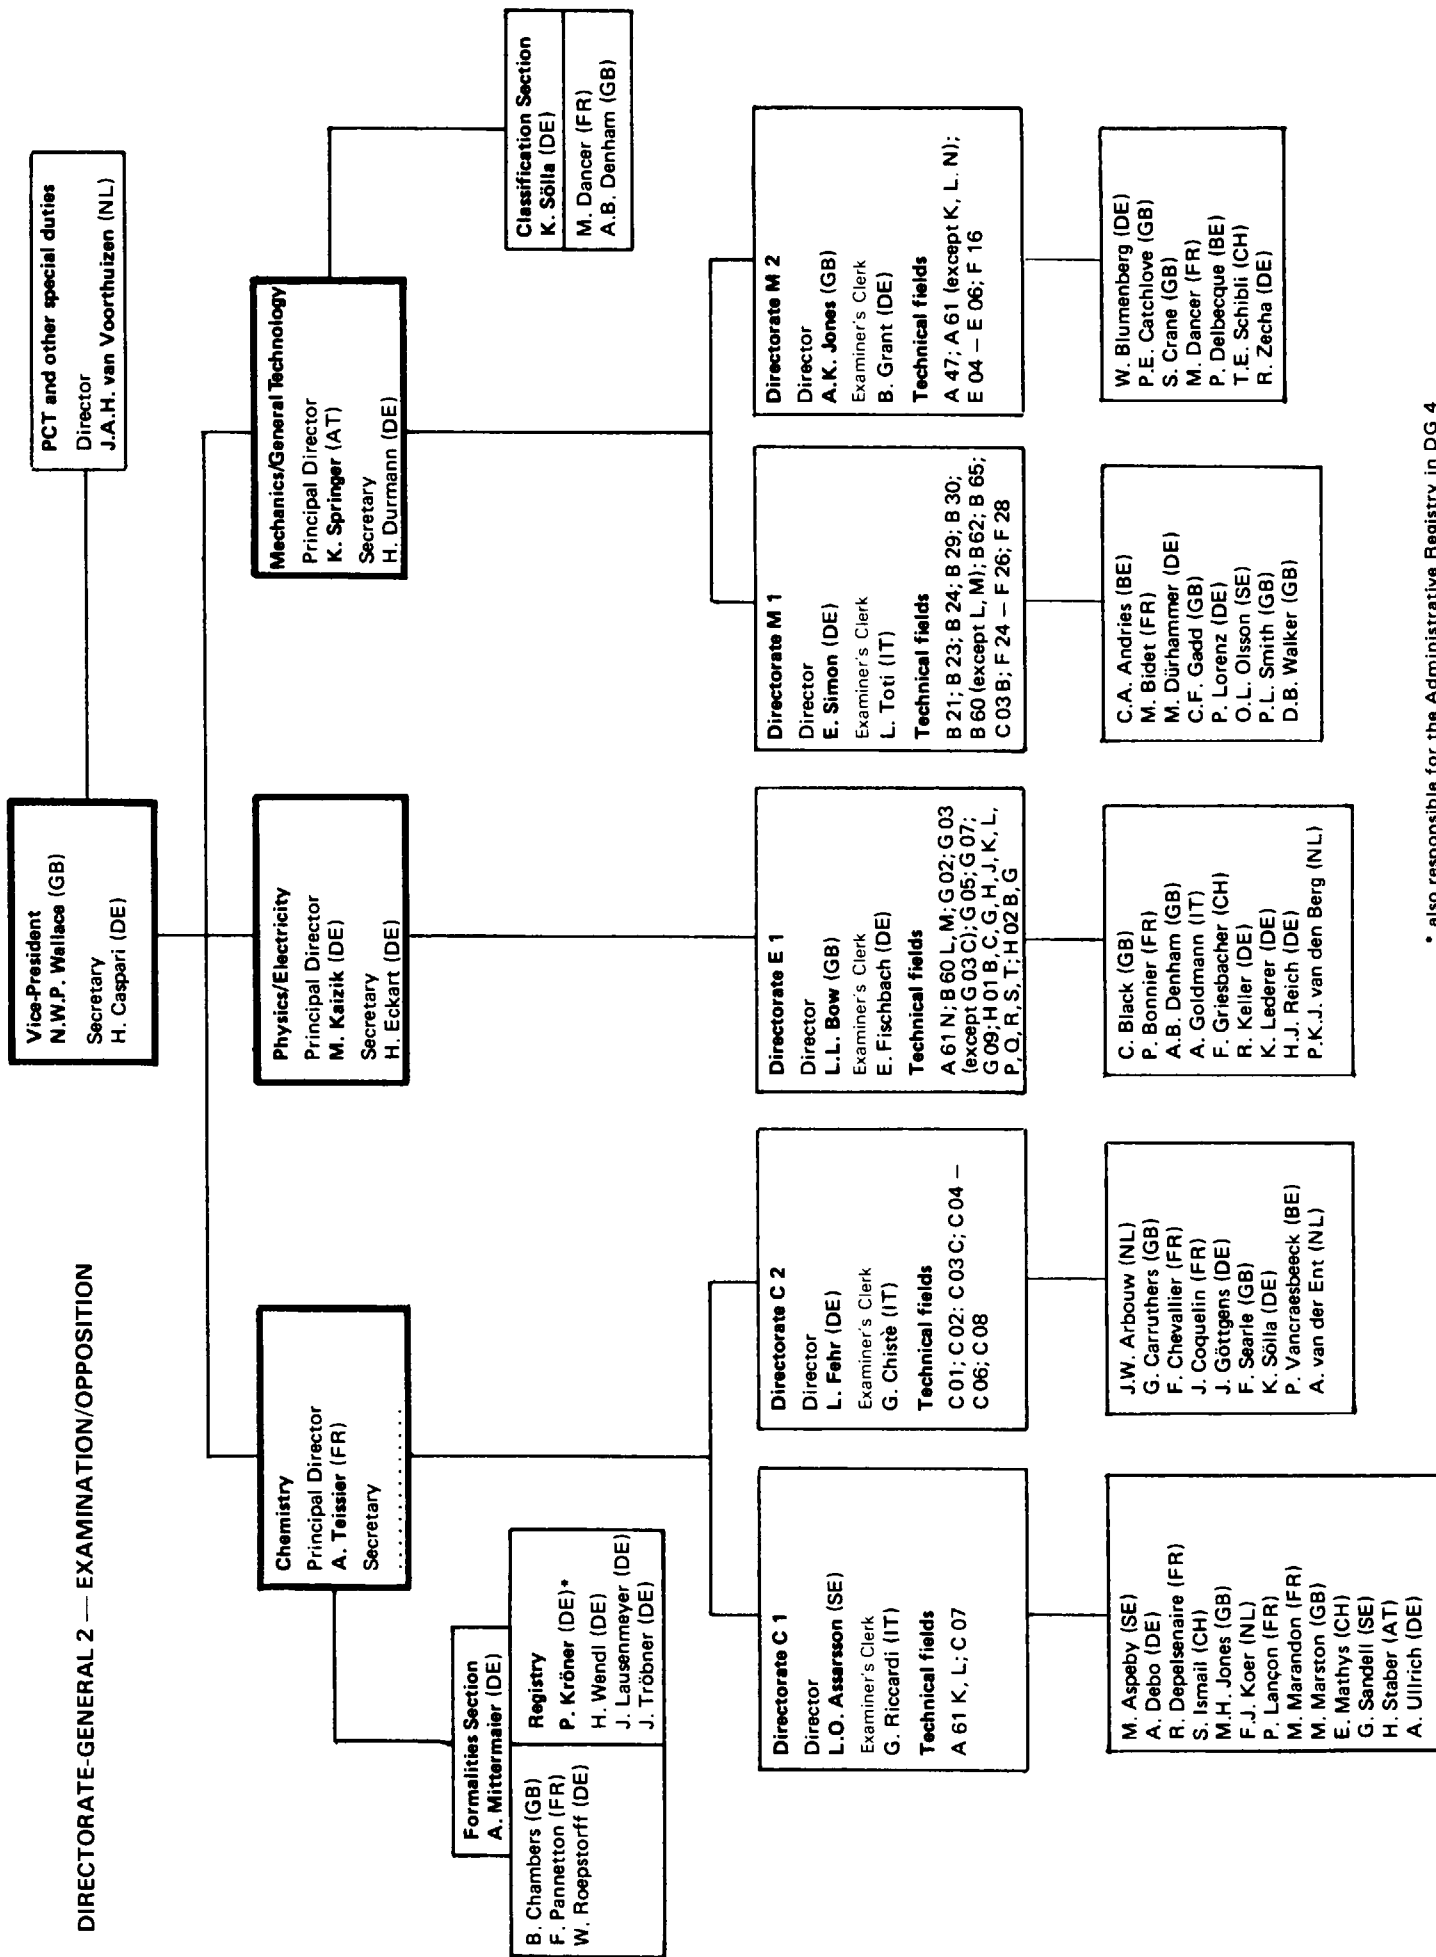 DIRECTORATE-GENERAL 2 — EXAMINATION/OPPOSITION
Vice-President
N.W.P. Wallace (GB)
Secretary
H. Caspari (DE)
PCT and other special duties
Director
J.A.H. van Voorthuizen (NL)
Chemistry
Principal Director
A. Teissier (FR)
Secretary
. . . . . . . . . . . .
Physics/Electricity
Principal Director
M. Kaizik (DE)
Secretary
H. Eckart (DE)
Mechanics/General Technology
Principal Director
K. Springer (AT)
Secretary
H. Durmann (DE)
Formalities Section
A. Mittermaier (DE)
B. Chambers (GB)
F. Pannetton (FR)
W. Roepstorff (DE)
Registry
P. Kröner (DE)*
H. Wendl (DE)
J. Lausenmeyer (DE)
J. Tröbner (DE)
Classification Section
K. Sölla (DE)
M. Dancer (FR)
A.B. Denham (GB)
Directorate C 1
Director
L.O. Assarsson (SE)
Examiner's Clerk
G. Riccardi (IT)
Technical fields
A 61 K, L; C 07
Directorate C 2
Director
L. Fehr (DE)
Examiner's Clerk
G. Chistè (IT)
Technical fields
C 01; C 02; C 03 C; C 04 —
C 06; C 08
Directorate E 1
Director
L.L. Bow (GB)
Examiner's Clerk
E. Fischbach (DE)
Technical fields
A 61 N; B 60 L, M; G 02; G 03
(except G 03 C); G 05; G 07;
G 09; H 01 B, C, G, H, J, K, L,
P, Q, R, S, T; H 02 B, G
Directorate M 1
Director
E. Simon (DE)
Examiner's Clerk
L. Toti (IT)
Technical fields
B 21; B 23; B 24; B 29; B 30;
B 60 (except L, M); B 62; B 65;
C 03 B; F 24 — F 26; F 28
Directorate M 2
Director
A.K. Jones (GB)
Examiner's Clerk
B. Grant (DE)
Technical fields
A 47; A 61 (except K, L, N);
E 04 — E 06; F 16
M. Aspeby (SE)
A. Debo (DE)
R. Depelsenaire (FR)
S. Ismail (CH)
M.H. Jones (GB)
F.J. Koer (NL)
P. Lançon (FR)
M. Marandon (FR)
M. Marston (GB)
E. Mathys (CH)
G. Sandell (SE)
H. Staber (AT)
A. Ullrich (DE)
J.W. Arbouw (NL)
G. Carruthers (GB)
F. Chevallier (FR)
J. Coquelin (FR)
J. Göttgens (DE)
F. Searle (GB)
K. Sölla (DE)
P. Vancraesbeeck (BE)
A. van der Ent (NL)
C. Black (GB)
P. Bonnier (FR)
A.B. Denham (GB)
A. Goldmann (IT)
F. Griesbacher (CH)
R. Keller (DE)
K. Lederer (DE)
H.J. Reich (DE)
P.K.J. van den Berg (NL)
C.A. Andries (BE)
M. Bidet (FR)
M. Dürhammer (DE)
C.F. Gadd (GB)
P. Lorenz (DE)
O.L. Olsson (SE)
P.L. Smith (GB)
D.B. Walker (GB)
W. Blumenberg (DE)
P.E. Catchlove (GB)
S. Crane (GB)
M. Dancer (FR)
P. Delbecque (BE)
T.E. Schibli (CH)
R. Zecha (DE)
* also responsible for the Administrative Registry in DG 4